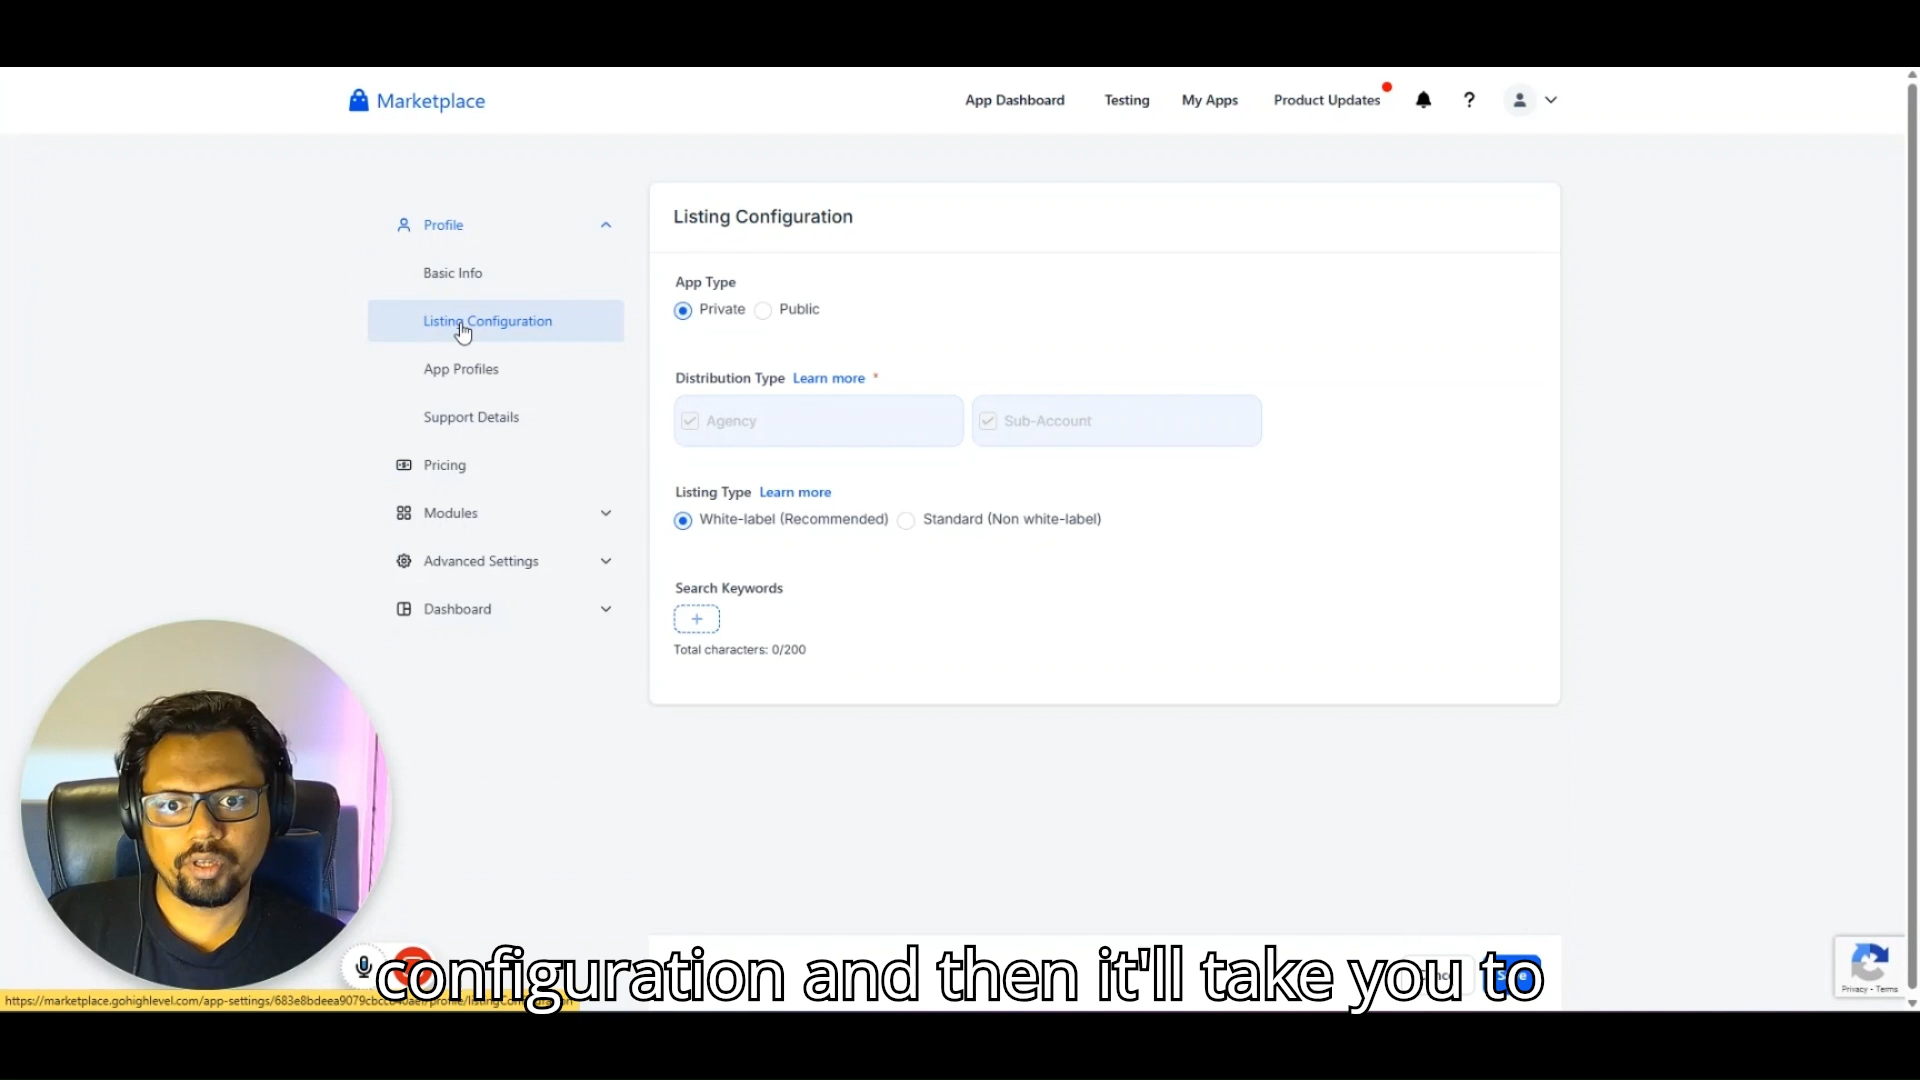 Marketplace
App Dashboard
Testing
My Apps
Product Updates
?
Profile
Basic Info
Listing Configuration
App Profiles
Support Details
Pricing
Modules
Advanced Settings
Dashboard
Listing Configuration
App Type
Private
Public
Distribution Type Learn more *
Agency
Sub-Account
Listing Type Learn more
White-label (Recommended)
Standard (Non white-label)
Search Keywords
+
Total characters: 0/200
configuration and then it'll take you to
Privacy - Terms